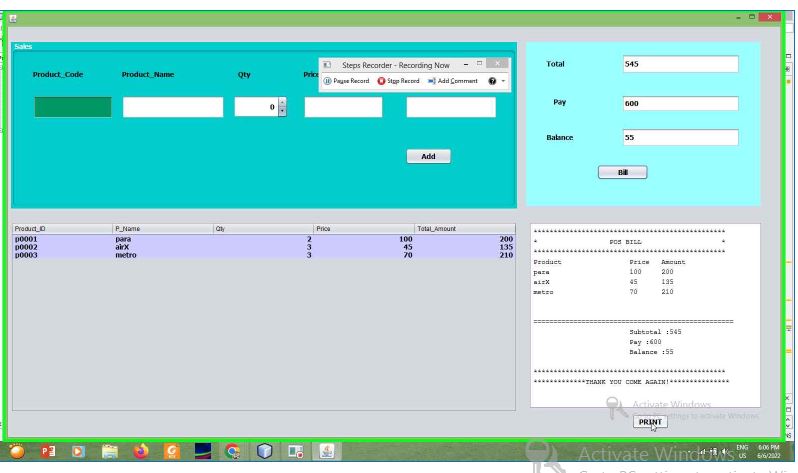 Sales
Steps Recorder - Recording Now
Pause Record Stop Record Add Comment
Product_Code Product_Name Qty Price
0
Add
Total 545
Pay 600
Balance 55
Bill
Product_ID P_Name Qty Price Total_Amount
p0001 para 2 100 200
p0002 airX 3 45 135
p0003 metro 3 70 210
*************************************************
* POS BILL *
*************************************************
Product Price Amount
para 100 200
airX 45 135
metro 70 210
===================================================
Subtotal :545
Pay :600
Balance :55
*************************************************
*************THANK YOU COME AGAIN!***************
Activate Windows
settings to activate Windows.
PRINT
Activate Windows
ENG 6:06 PM
US 6/6/2022